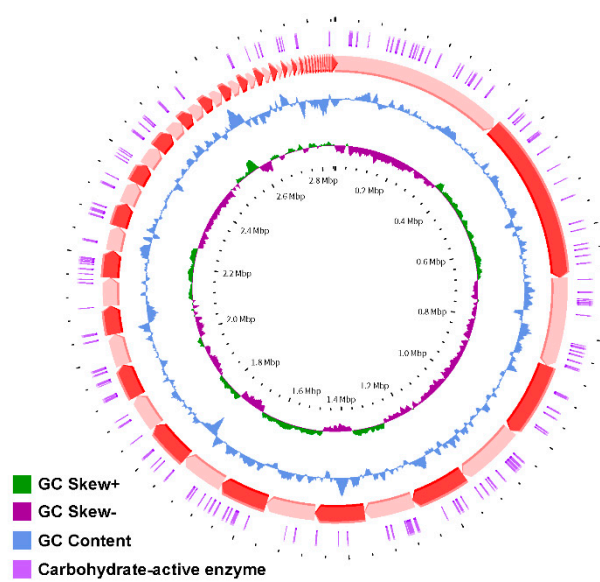 2.8 Mbp
0.2 Mbp
2.6 Mbp
0.4 Mbp
2.4 Mbp
0.6 Mbp
2.2 Mbp
0.8 Mbp
2.0 Mbp
1.0 Mbp
1.8 Mbp
1.2 Mbp
1.6 Mbp
1.4 Mbp
GC Skew+
GC Skew-
GC Content
Carbohydrate-active enzyme